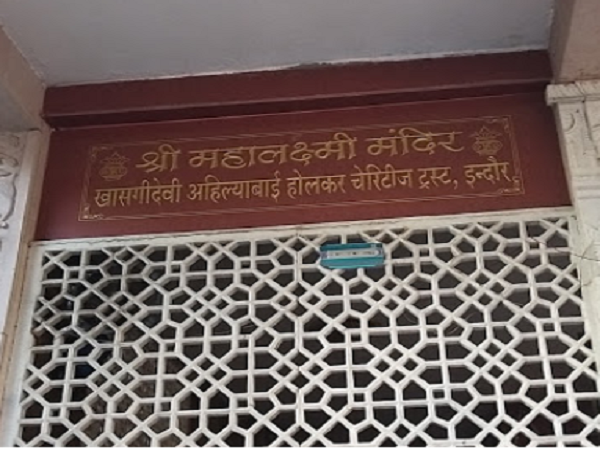 श्री महालक्ष्मी मंदिर
खासगीदेवी अहिल्याबाई होलकर चेरिटीज ट्रस्ट, इन्दौर.